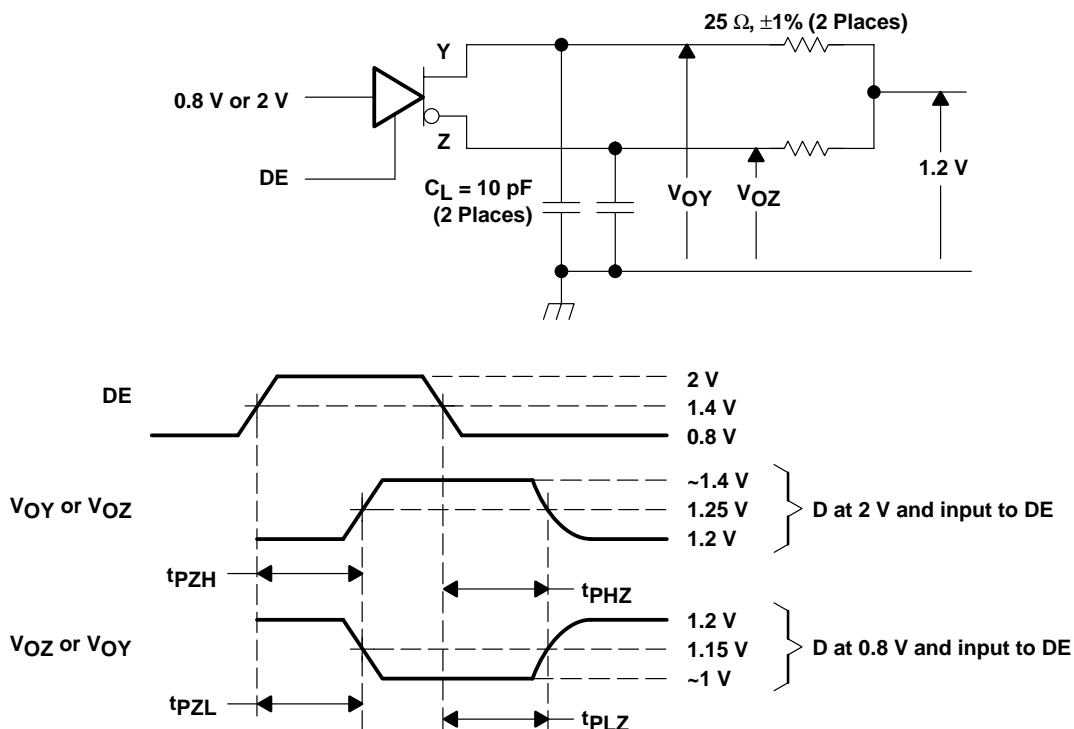 25 Ω, ±1% (2 Places)
Y
0.8 V or 2 V
Z
DE
C_L = 10 pF
(2 Places)
V_OY
V_OZ
1.2 V
DE
2 V
1.4 V
0.8 V
V_OY or V_OZ
~1.4 V
1.25 V
1.2 V
D at 2 V and input to DE
t_PZH
t_PHZ
V_OZ or V_OY
1.2 V
1.15 V
~1 V
D at 0.8 V and input to DE
t_PZL
t_PLZ